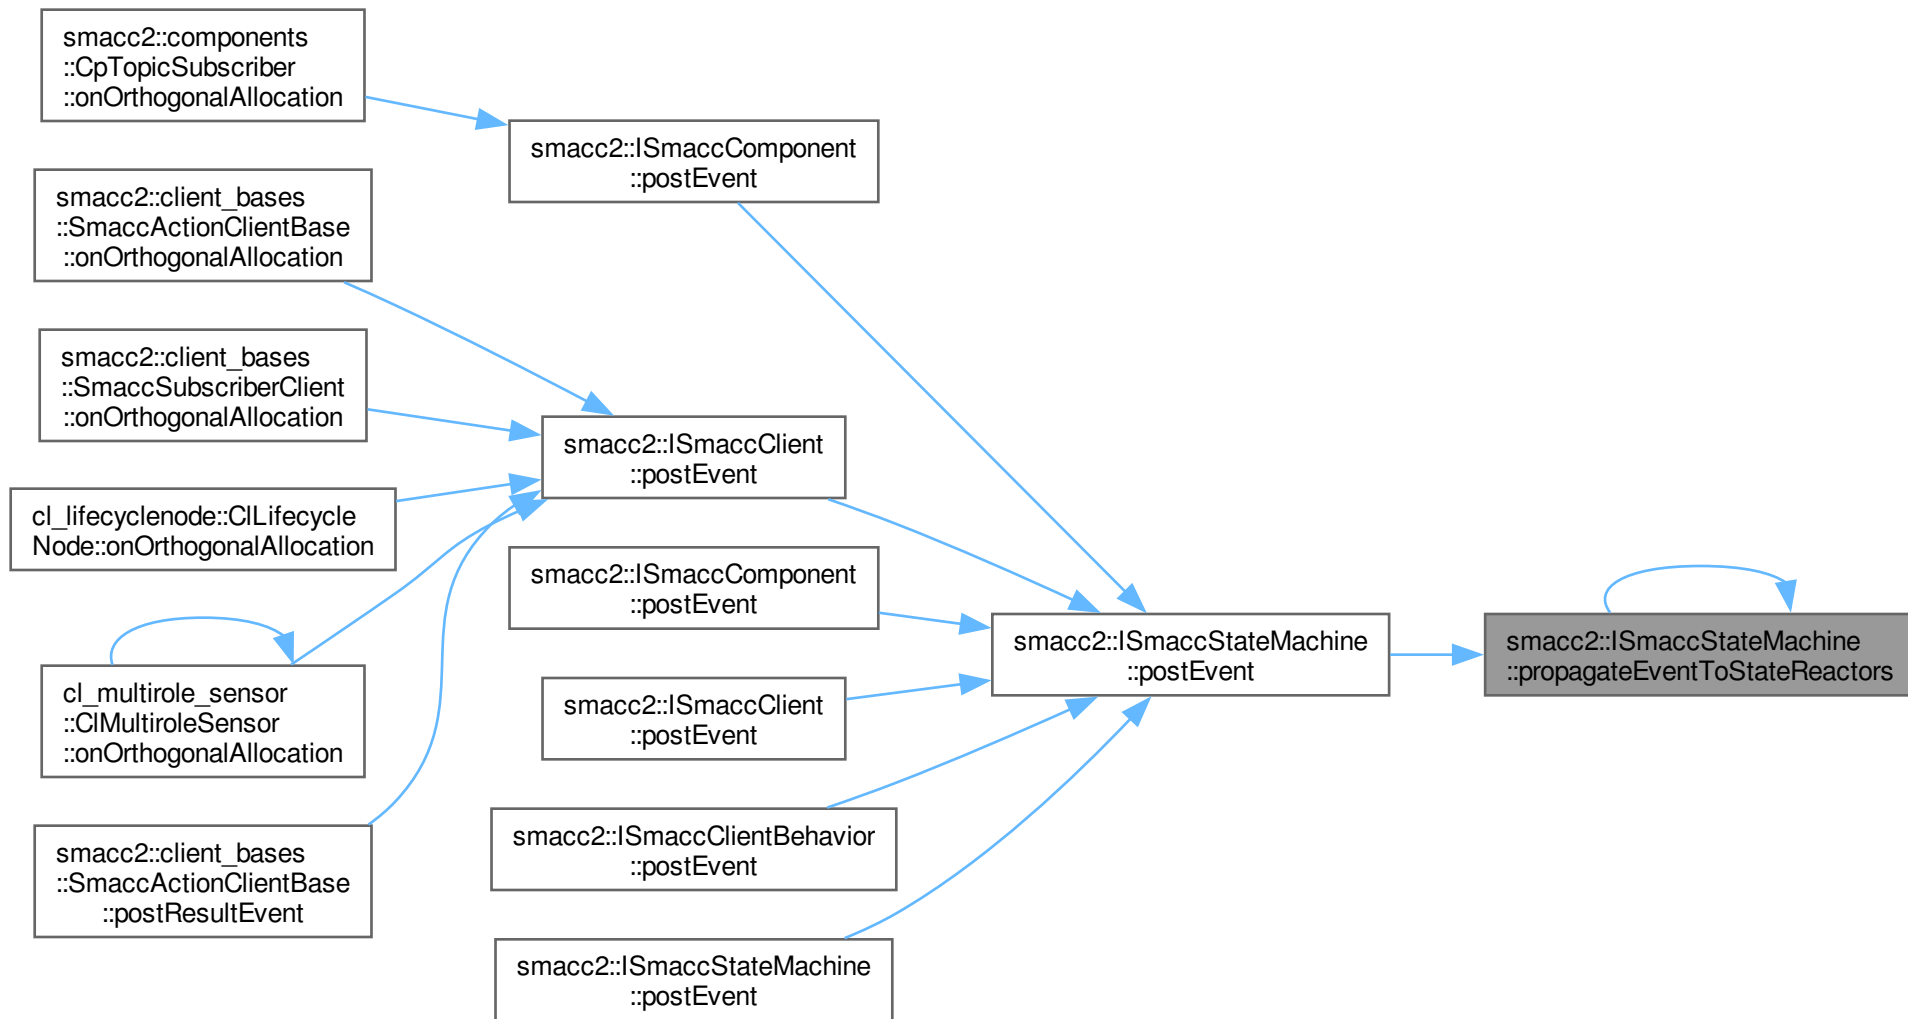 smacc2::components
::CpTopicSubscriber
::onOrthogonalAllocation
smacc2::client_bases
::SmaccActionClientBase
::onOrthogonalAllocation
smacc2::client_bases
::SmaccSubscriberClient
::onOrthogonalAllocation
cl_lifecyclenode::ClLifecycle
Node::onOrthogonalAllocation
cl_multirole_sensor
::ClMultiroleSensor
::onOrthogonalAllocation
smacc2::client_bases
::SmaccActionClientBase
::postResultEvent
smacc2::ISmaccComponent
::postEvent
smacc2::ISmaccClient
::postEvent
smacc2::ISmaccComponent
::postEvent
smacc2::ISmaccClient
::postEvent
smacc2::ISmaccClientBehavior
::postEvent
smacc2::ISmaccStateMachine
::postEvent
smacc2::ISmaccStateMachine
::postEvent
smacc2::ISmaccStateMachine
::propagateEventToStateReactors